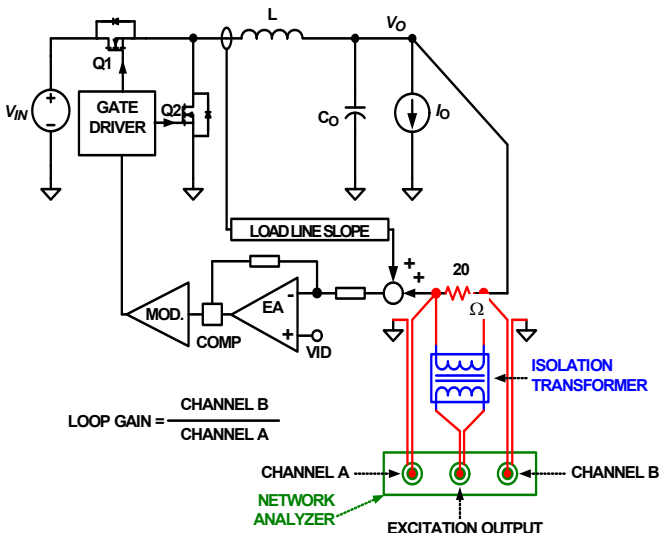 L
VO
Q1
VIN
+
−
GATE
DRIVER
Q2
CO
IO
LOAD LINE SLOPE
+
+
20
Ω
MOD.
COMP
EA
-
+
VID
ISOLATION
TRANSFORMER
LOOP GAIN = CHANNEL B
CHANNEL A
CHANNEL A
CHANNEL B
NETWORK
ANALYZER
EXCITATION OUTPUT